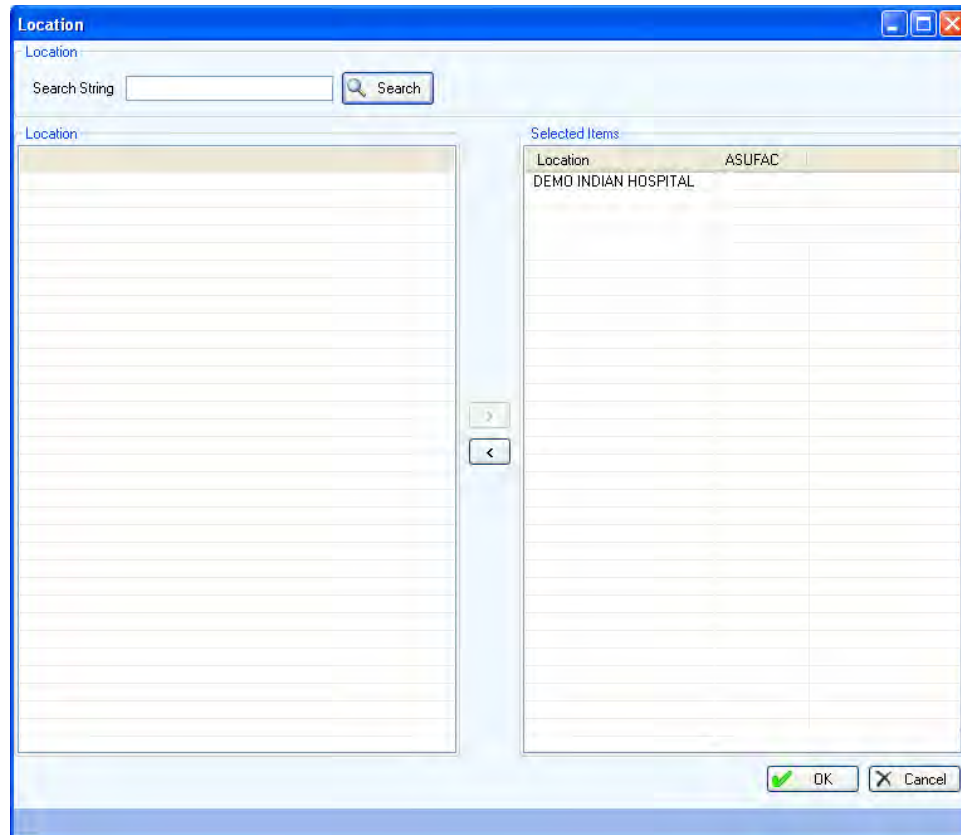 Location
Location
Search String
Search
Location
Selected Items
Location ASUFAC
DEMO INDIAN HOSPITAL
>
<
OK Cancel